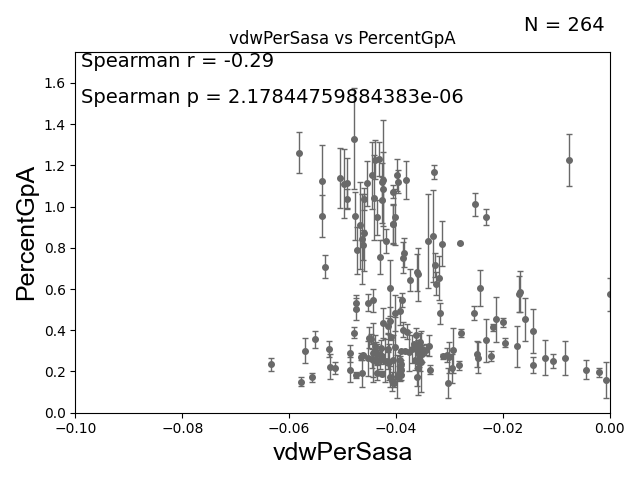 N = 264
vdwPerSasa vs PercentGpA
Spearman r = -0.29
Spearman p = 2.17844759884383e-06
PercentGpA
1.6
1.4
1.2
1.0
0.8
0.6
0.4
0.2
0.0
−0.10
−0.08
−0.06
−0.04
−0.02
0.00
vdwPerSasa